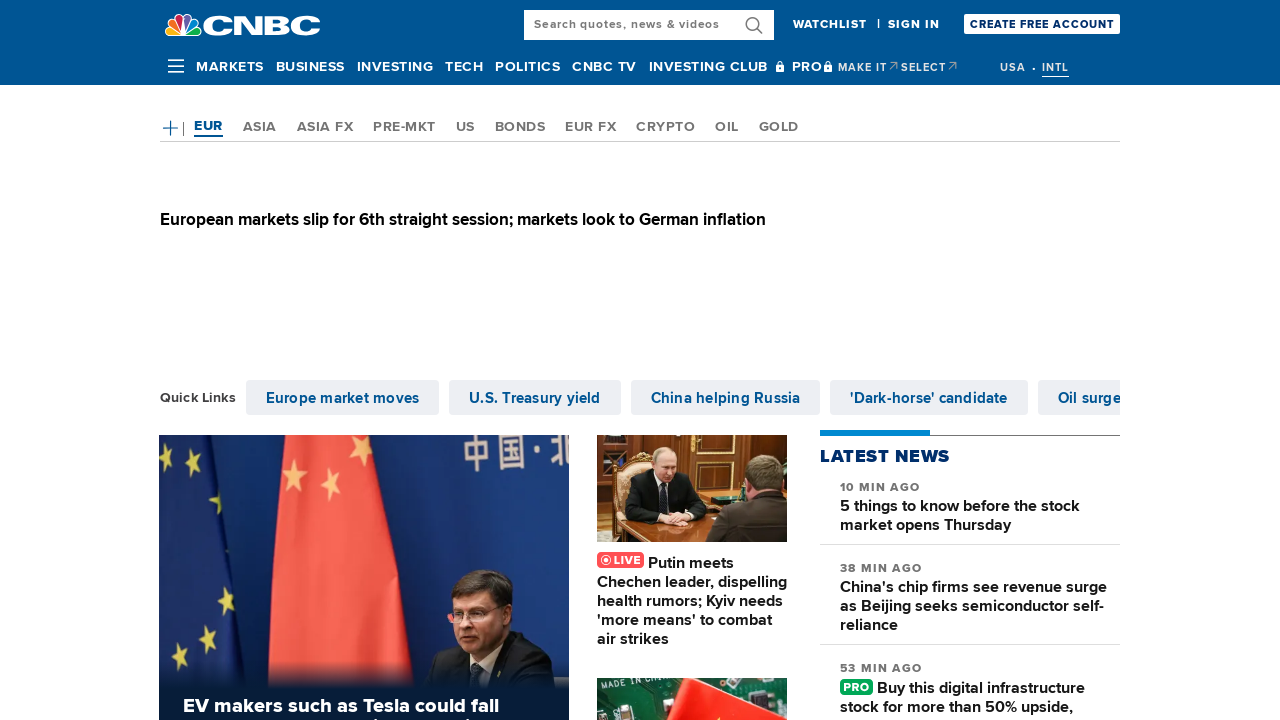 CNBC
Search quotes, news & videos
WATCHLIST | SIGN IN
CREATE FREE ACCOUNT
MARKETS BUSINESS INVESTING TECH POLITICS CNBC TV INVESTING CLUB PRO MAKE IT SELECT USA • INTL
EUR ASIA ASIA FX PRE-MKT US BONDS EUR FX CRYPTO OIL GOLD
European markets slip for 6th straight session; markets look to German inflation
Quick Links Europe market moves U.S. Treasury yield China helping Russia 'Dark-horse' candidate Oil surge
中国·北
EV makers such as Tesla could fall
LIVE Putin meets
Chechen leader, dispelling
health rumors; Kyiv needs
'more means' to combat
air strikes
MADE IN CHINA
LATEST NEWS
10 MIN AGO
5 things to know before the stock
market opens Thursday
38 MIN AGO
China's chip firms see revenue surge
as Beijing seeks semiconductor self-
reliance
53 MIN AGO
PRO Buy this digital infrastructure
stock for more than 50% upside,